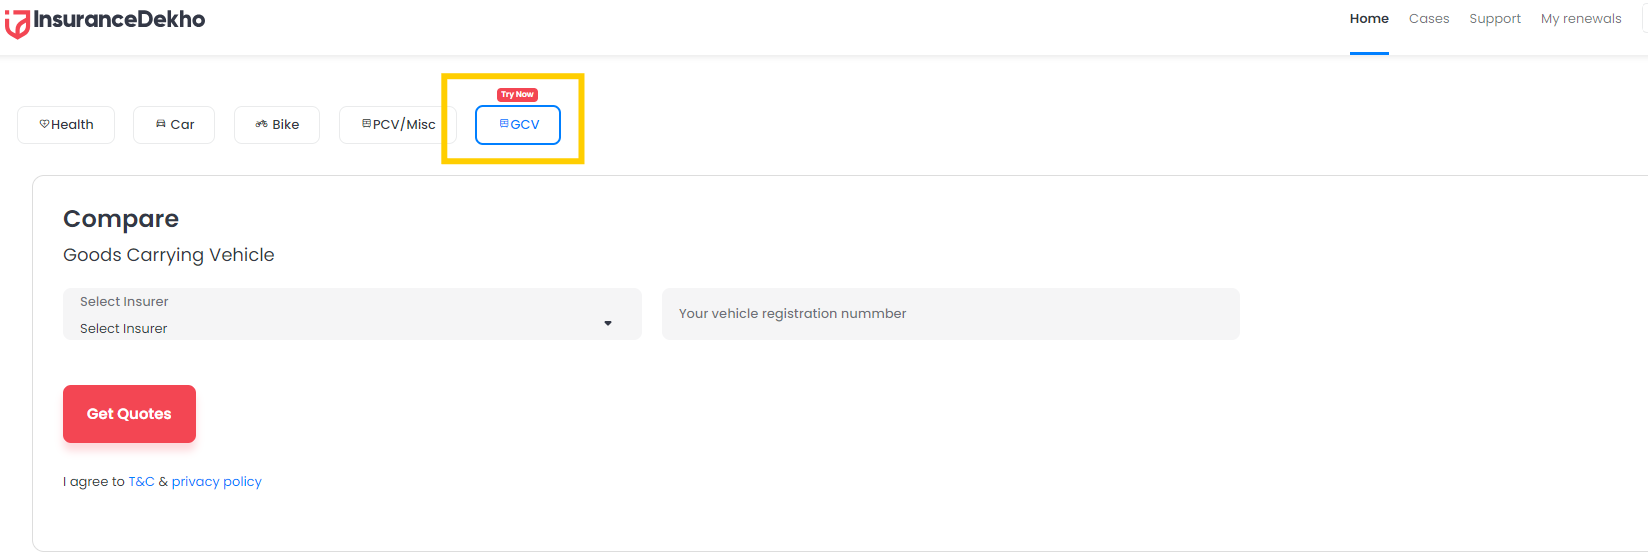 InsuranceDekho
Home Cases Support My renewals
Try Now
Health Car Bike PCV/Misc GCV
Compare
Goods Carrying Vehicle
Select Insurer
Select Insurer
Your vehicle registration nummber
Get Quotes
I agree to T&C & privacy policy